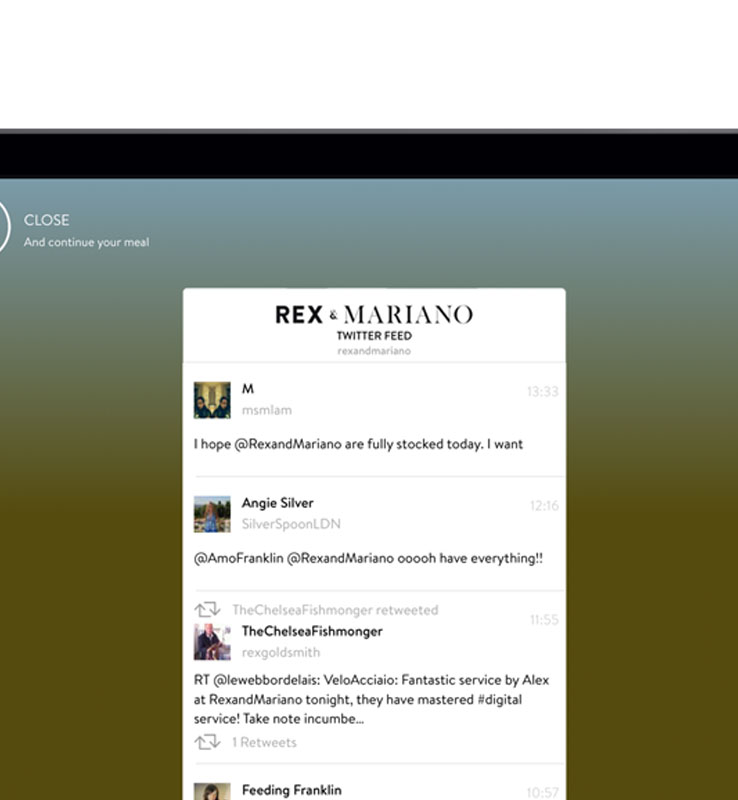 CLOSE
And continue your meal
REX & MARIANO
TWITTER FEED
rexandmariano
M
13:33
msmlam
I hope @RexandMariano are fully stocked today. I want
Angie Silver
12:16
SilverSpoonLDN
@AmoFranklin @RexandMariano ooooh have everything!!
TheChelseaFishmonger retweeted
11:55
TheChelseaFishmonger
rexgoldsmith
RT @lewebbordelais: VeloAcciaio: Fantastic service by Alex
at RexandMariano tonight, they have mastered #digital
service! Take note incumbe...
1 Retweets
Feeding Franklin
10:57